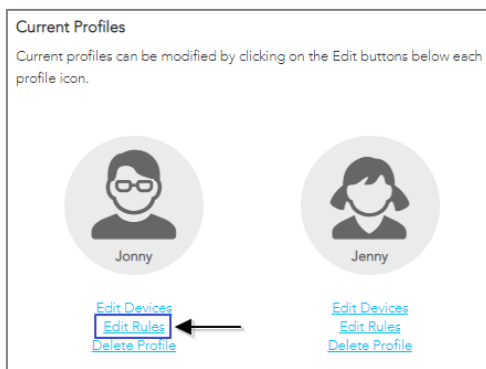 Current Profiles
Current profiles can be modified by clicking on the Edit buttons below each
profile icon.
Jonny
Jenny
Edit Devices
Edit Rules
Delete Profile
Edit Devices
Edit Rules
Delete Profile